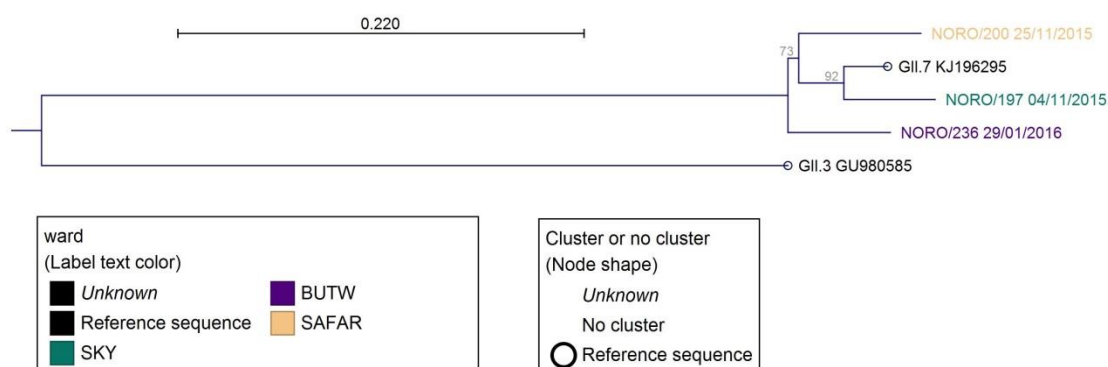 0.220
NORO/200 25/11/2015
73
GII.7 KJ196295
92
NORO/197 04/11/2015
NORO/236 29/01/2016
GII.3 GU980585
ward
(Label text color)
Unknown
BUTW
Reference sequence
SAFAR
SKY
Cluster or no cluster
(Node shape)
Unknown
No cluster
Reference sequence